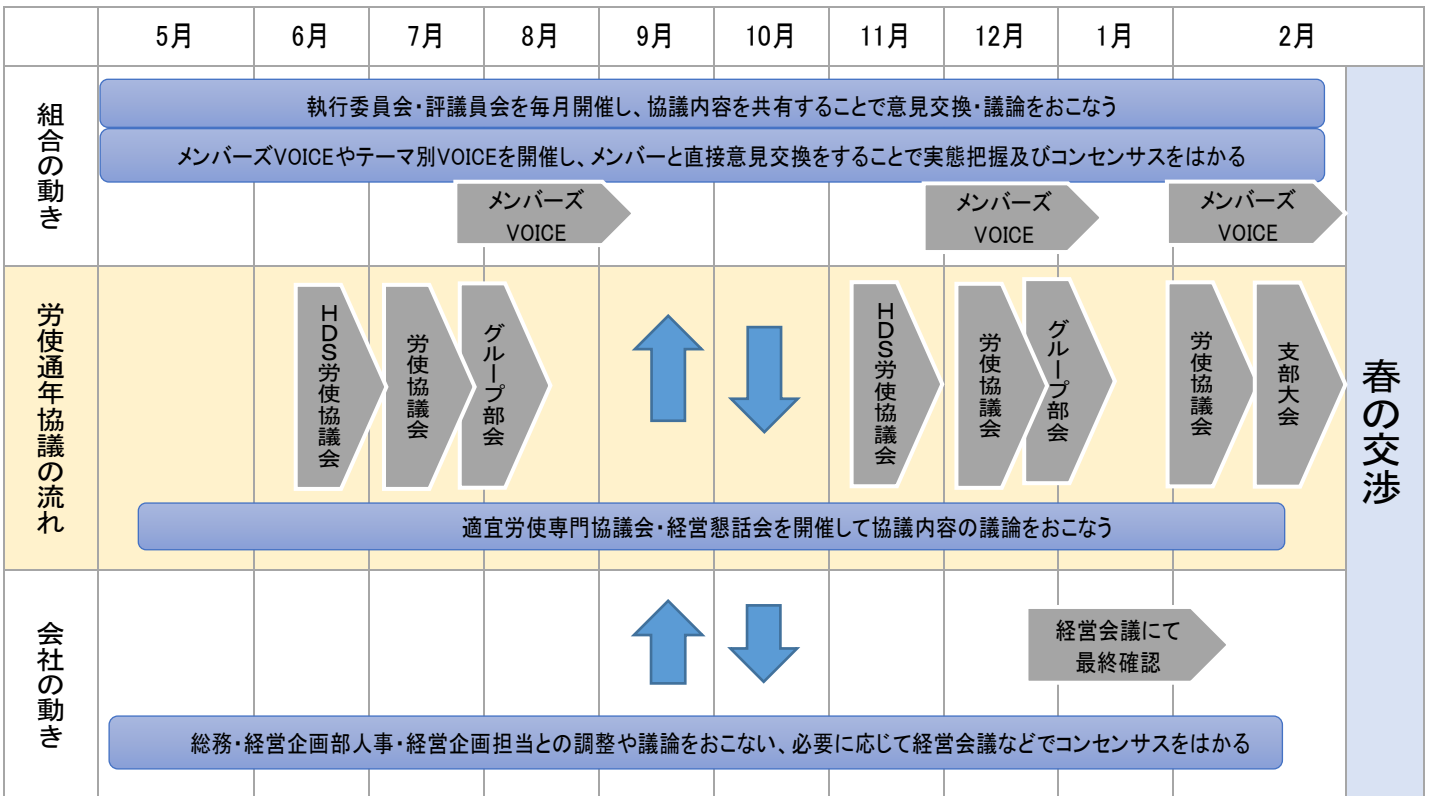 5月
6月
7月
8月
9月
10月
11月
12月
1月
2月
組合の動き
執行委員会・評議員会を毎月開催し、協議内容を共有することで意見交換・議論をおこなう
メンバーズVOICEやテーマ別VOICEを開催し、メンバーと直接意見交換をすることで実態把握及びコンセンサスをはかる
メンバーズ
VOICE
メンバーズ
VOICE
メンバーズ
VOICE
労使通年協議の流れ
HDS労使協議会
労使協議会
グループ部会
HDS労使協議会
労使協議会
グループ部会
労使協議会
支部大会
適宜労使専門協議会・経営懇話会を開催して協議内容の議論をおこなう
会社の動き
経営会議にて
最終確認
総務・経営企画部人事・経営企画担当との調整や議論をおこない、必要に応じて経営会議などでコンセンサスをはかる
春の交渉